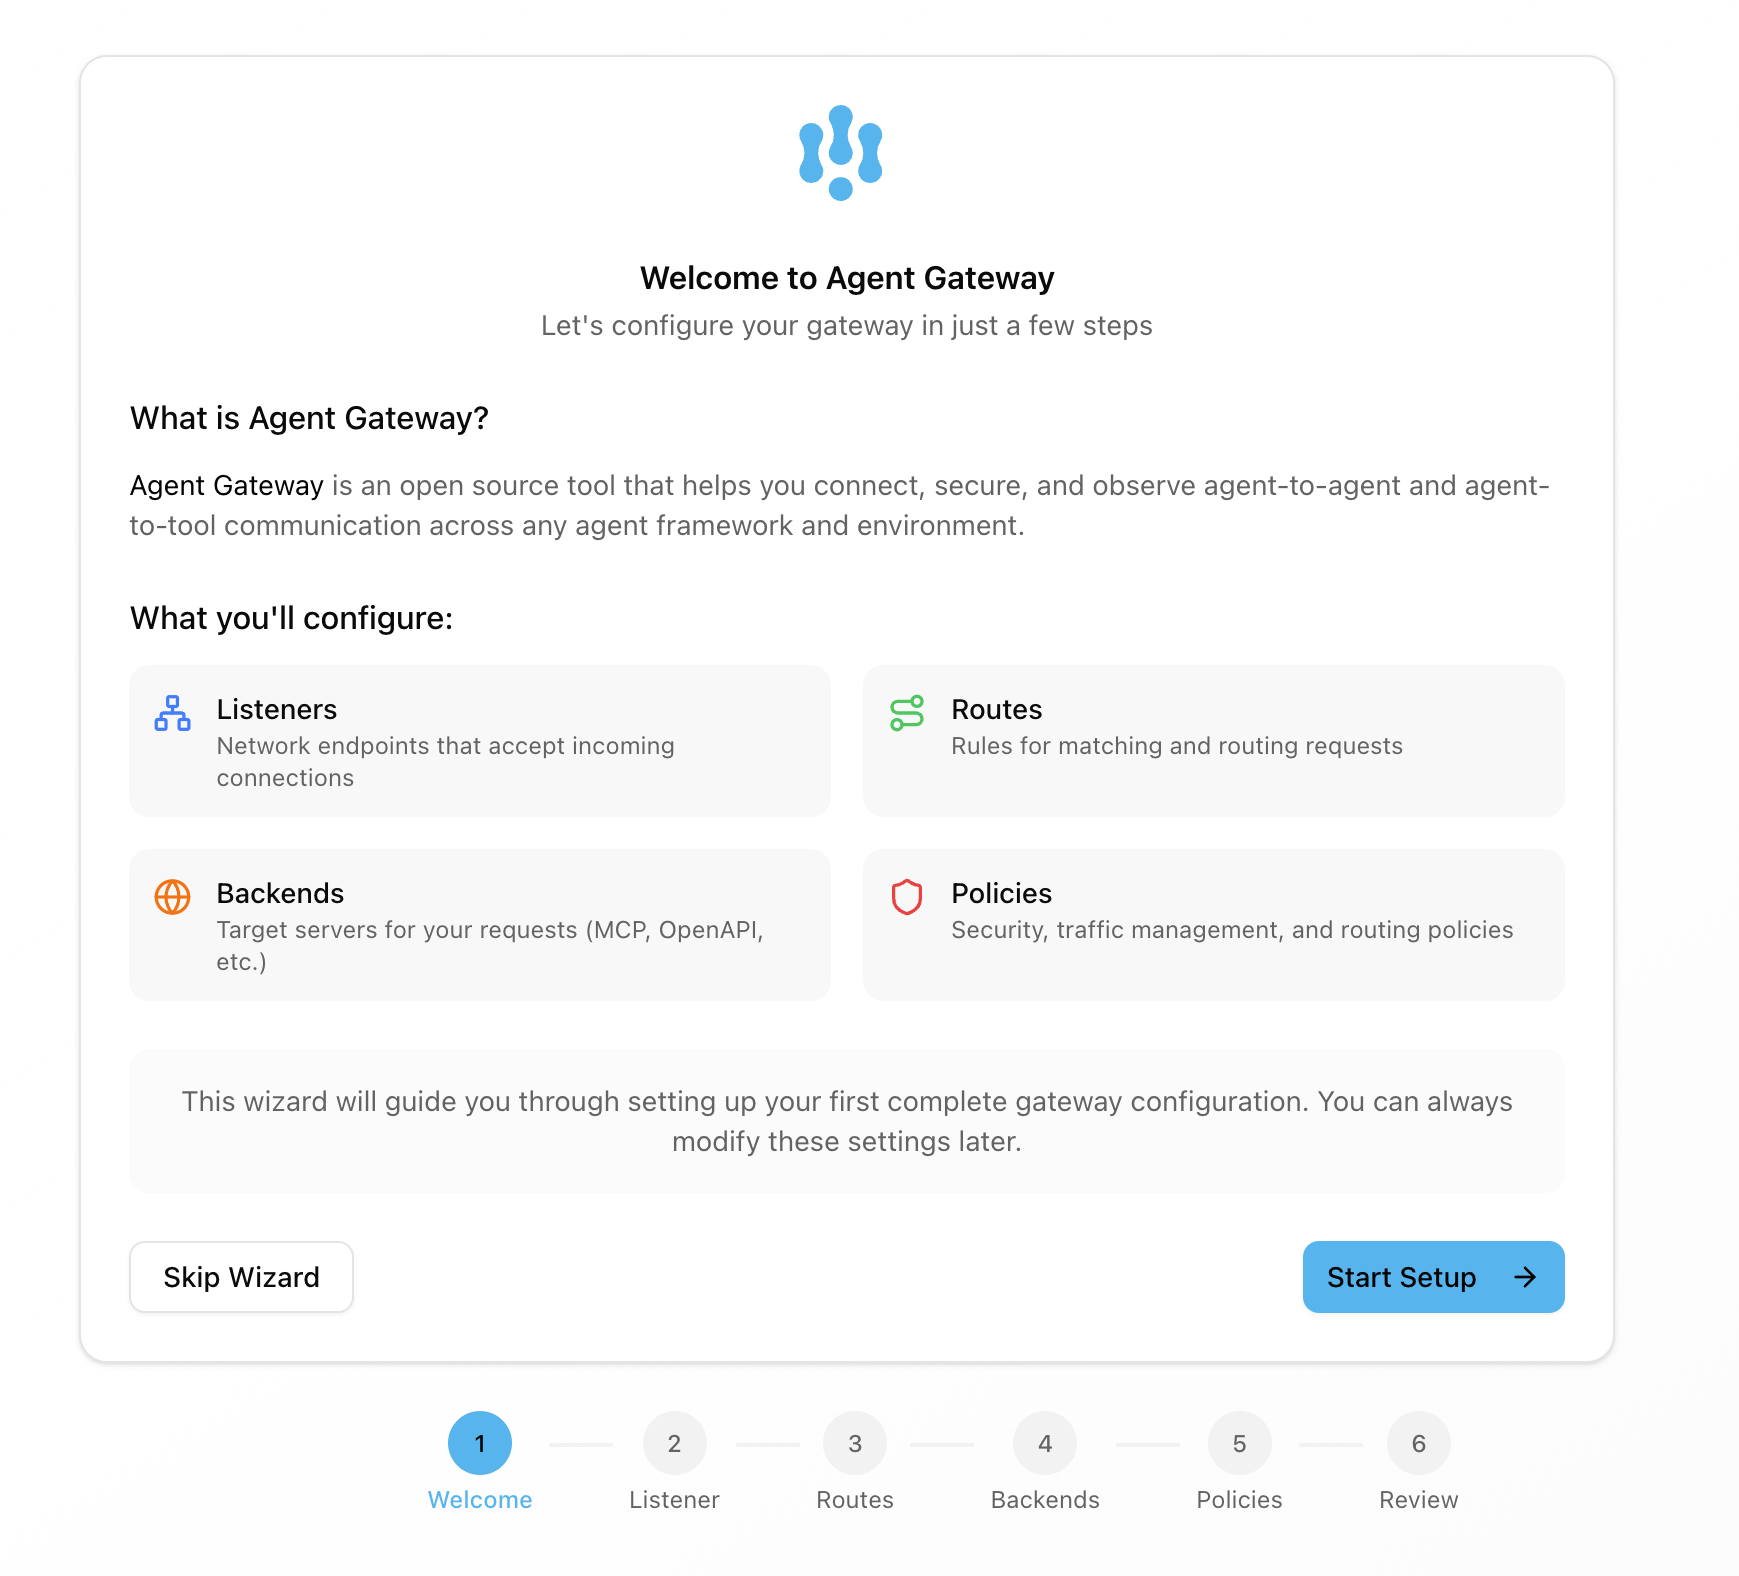 Welcome to Agent Gateway
Let's configure your gateway in just a few steps
What is Agent Gateway?
Agent Gateway is an open source tool that helps you connect, secure, and observe agent-to-agent and agent-
to-tool communication across any agent framework and environment.
What you'll configure:
Listeners
Network endpoints that accept incoming
connections
Routes
Rules for matching and routing requests
Backends
Target servers for your requests (MCP, OpenAPI,
etc.)
Policies
Security, traffic management, and routing policies
This wizard will guide you through setting up your first complete gateway configuration. You can always
modify these settings later.
Skip Wizard
Start Setup
1
Welcome
2
Listener
3
Routes
4
Backends
5
Policies
6
Review